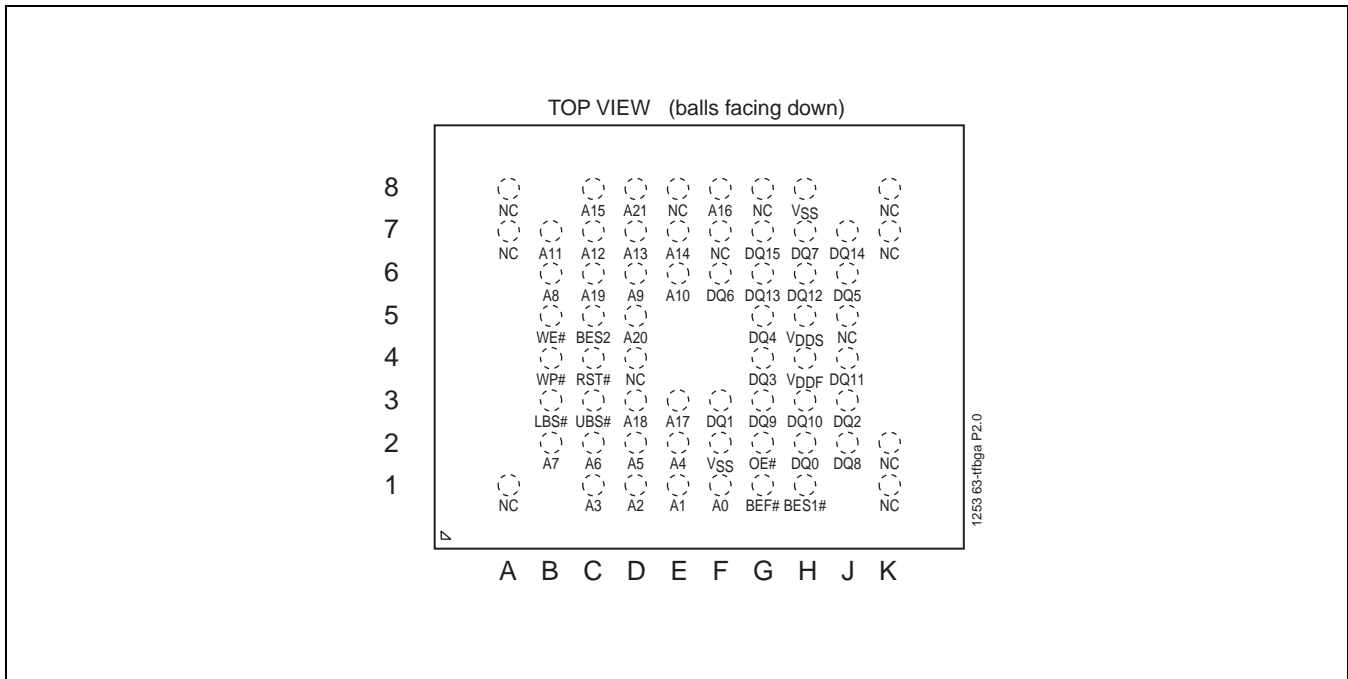 TOP VIEW (balls facing down)
8
NC A15 A21 NC A16 NC VSS NC
7
NC A11 A12 A13 A14 NC DQ15 DQ7 DQ14 NC
6
A8 A19 A9 A10 DQ6 DQ13 DQ12 DQ5
5
WE# BES2 A20 DQ4 VDDS NC
4
WP# RST# NC DQ3 VDDF DQ11
3
LBS# UBS# A18 A17 DQ1 DQ9 DQ10 DQ2
2
A7 A6 A5 A4 VSS OE# DQ0 DQ8 NC
1
NC A3 A2 A1 A0 BEF# BES1# NC
A B C D E F G H J K
1253 63-tfbga P2.0